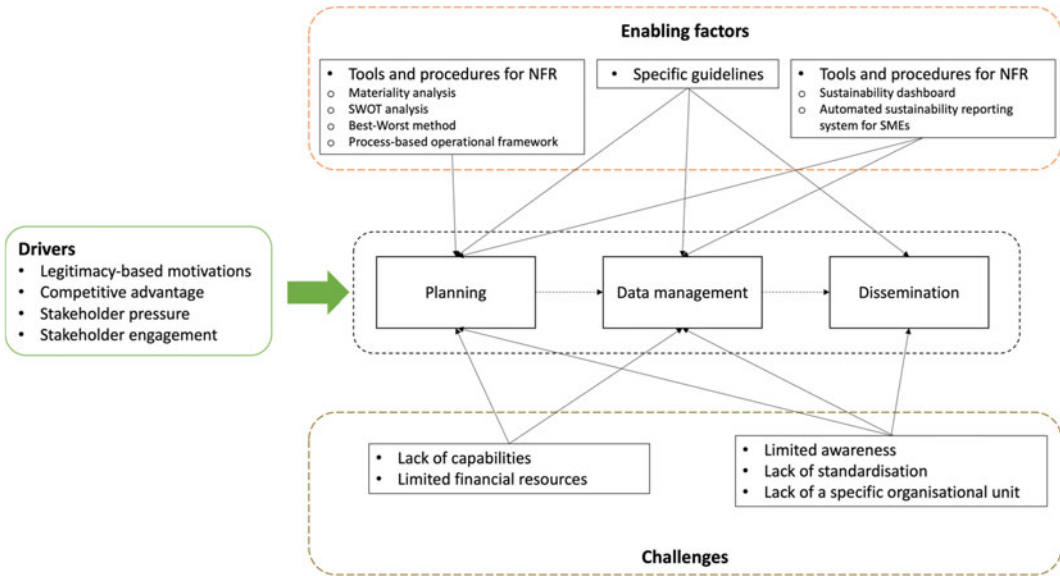 Enabling factors
• Tools and procedures for NFR
o Materiality analysis
o SWOT analysis
o Best-Worst method
o Process-based operational framework
• Specific guidelines
• Tools and procedures for NFR
o Sustainability dashboard
o Automated sustainability reporting
system for SMEs
Drivers
• Legitimacy-based motivations
• Competitive advantage
• Stakeholder pressure
• Stakeholder engagement
Planning
Data management
Dissemination
• Lack of capabilities
• Limited financial resources
• Limited awareness
• Lack of standardisation
• Lack of a specific organisational unit
Challenges